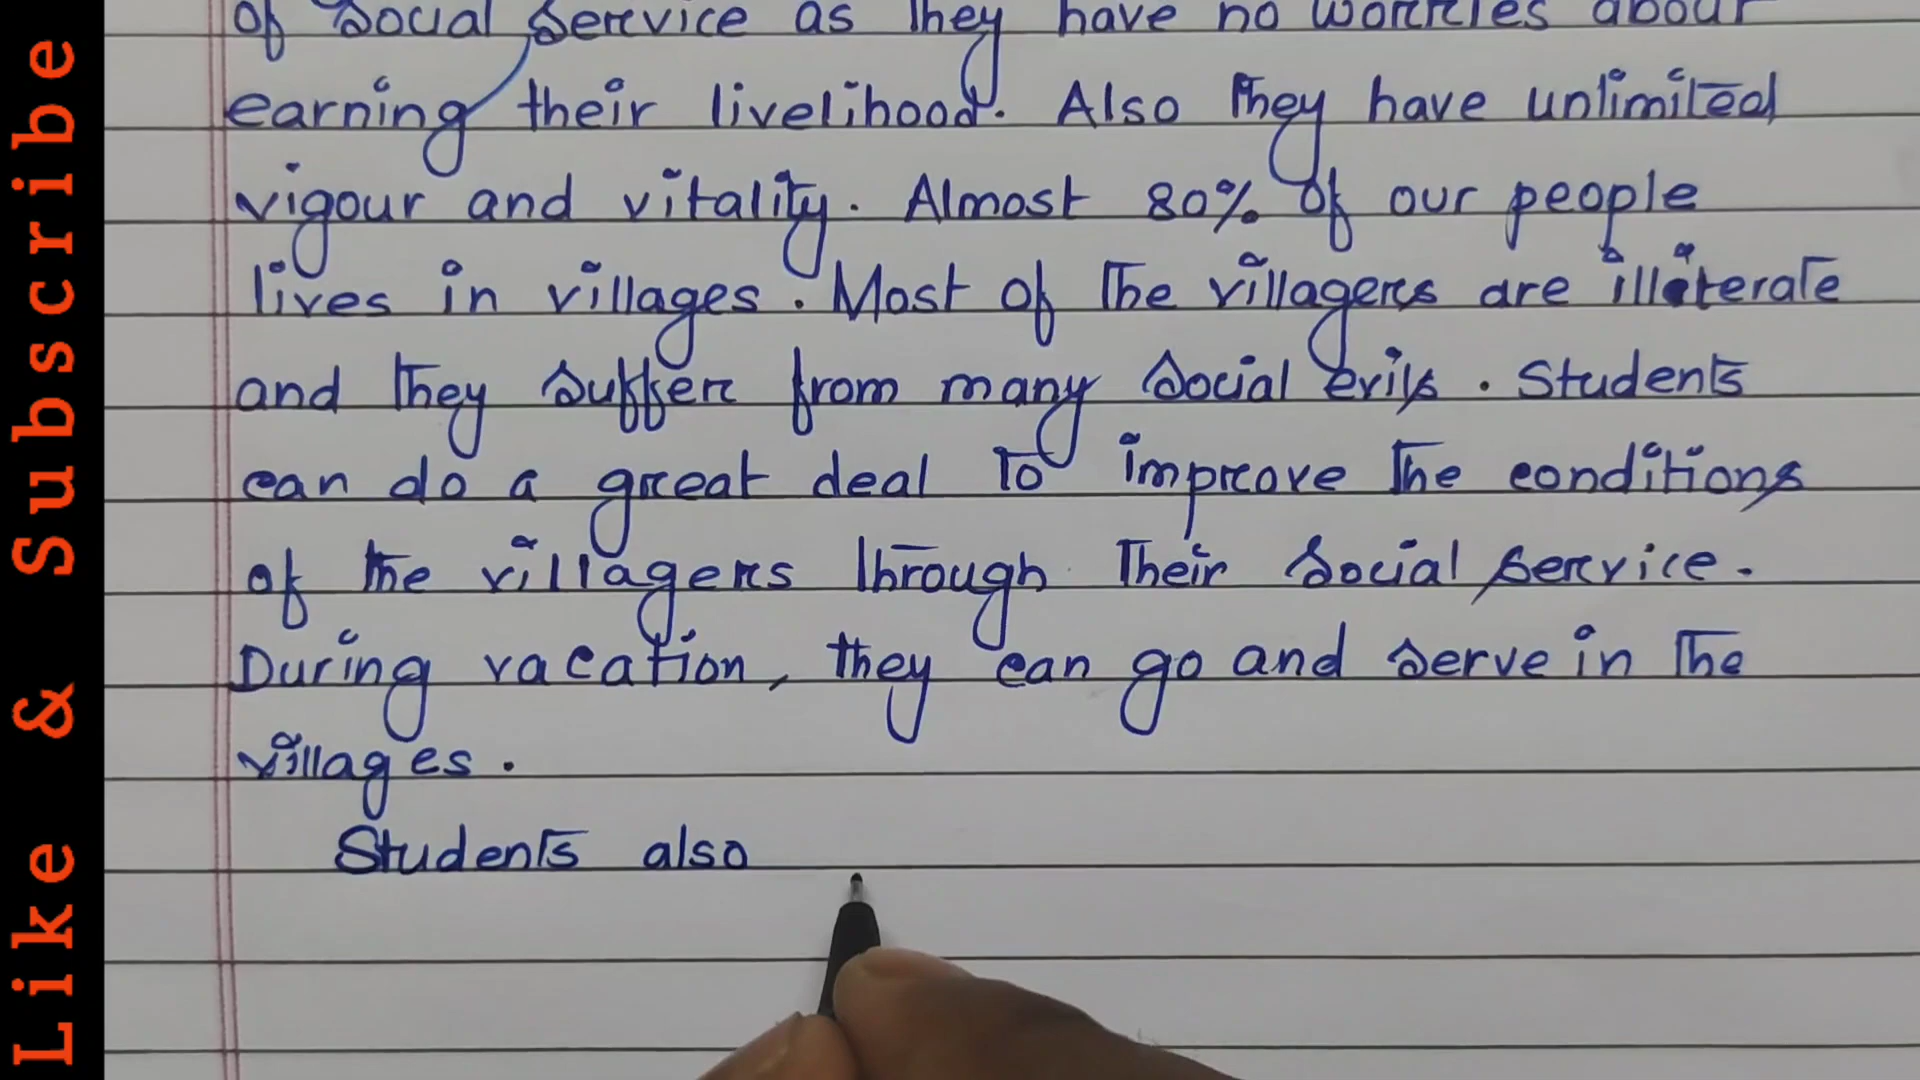 Like & Subscribe
of social service as they have no worries about
earning their livelihood. Also they have unlimited
vigour and vitality. Almost 80% of our people
lives in villages. Most of the villagers are illiterate
and they suffer from many social evils. Students
can do a great deal to improve the conditions
of the villagers through their social service.
During vacation, they can go and serve in the
villages.
Students also